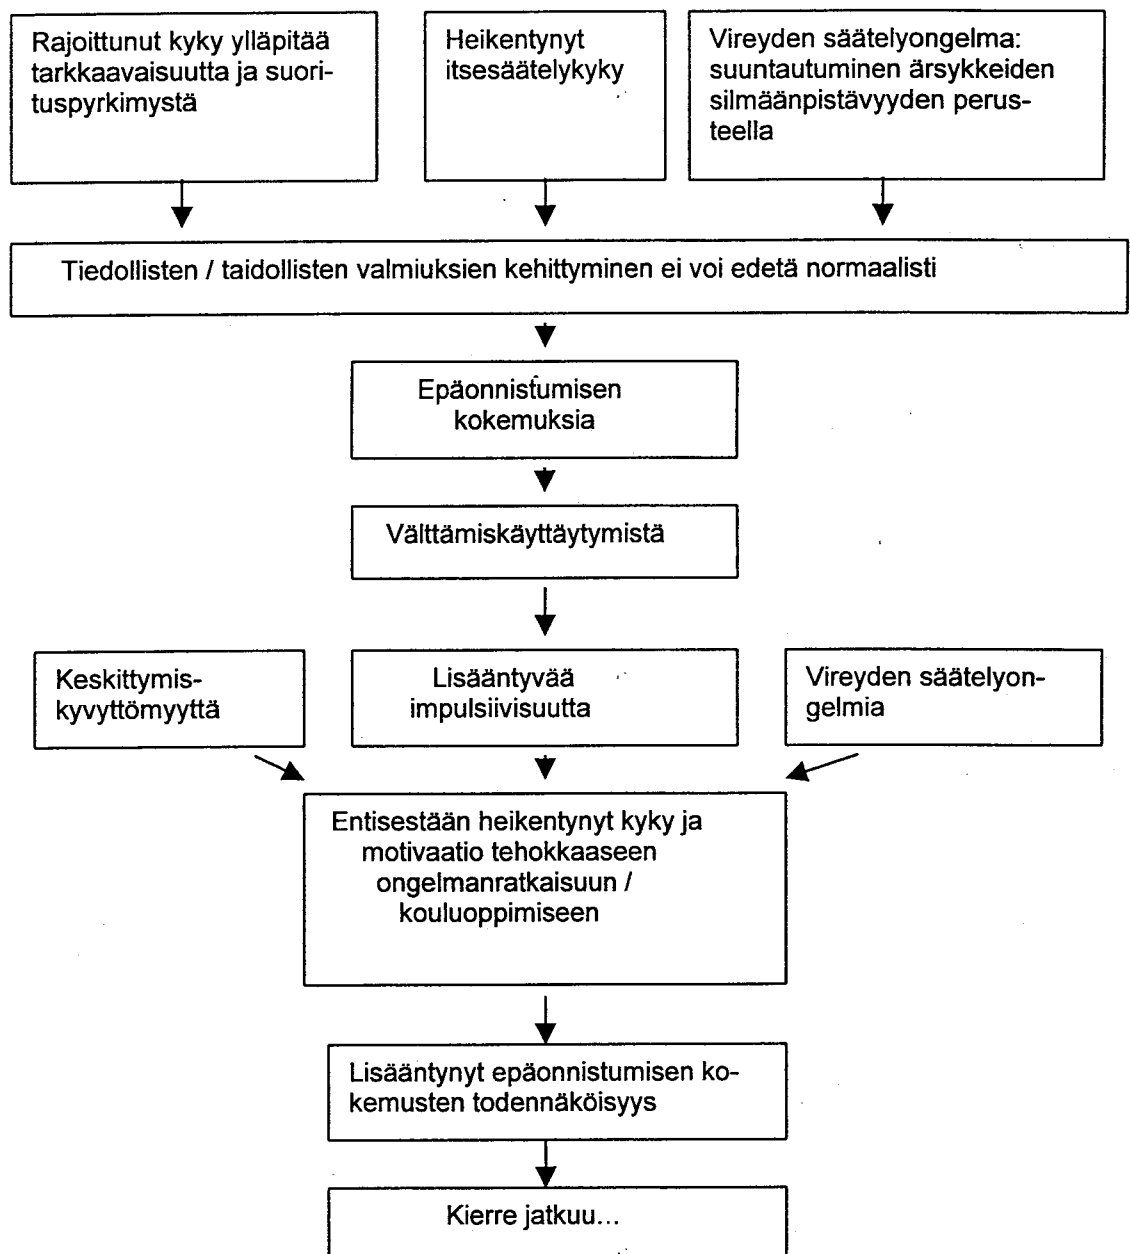 Rajoittunut kyky ylläpitää
tarkkaavaisuutta ja suori-
tuspyrkimystä
Heikentynyt
itsesäätelykyky
Vireyden säätelyongelma:
suuntautuminen ärsykkeiden
silmäänpistävyyden perus-
teella
Tiedollisten / taidollisten valmiuksien kehittyminen ei voi edetä normaalisti
Epäonnistumisen
kokemuksia
Välttämiskäyttäytymistä
Keskittymis-
kyvyttömyyttä
Lisääntyvää
impulsiivisuutta
Vireyden säätelyon-
gelmia
Entisestään heikentynyt kyky ja
motivaatio tehokkaaseen
ongelmanratkaisuun /
kouluoppimiseen
Lisääntynyt epäonnistumisen ko-
kemusten todennäköisyys
Kierre jatkuu...